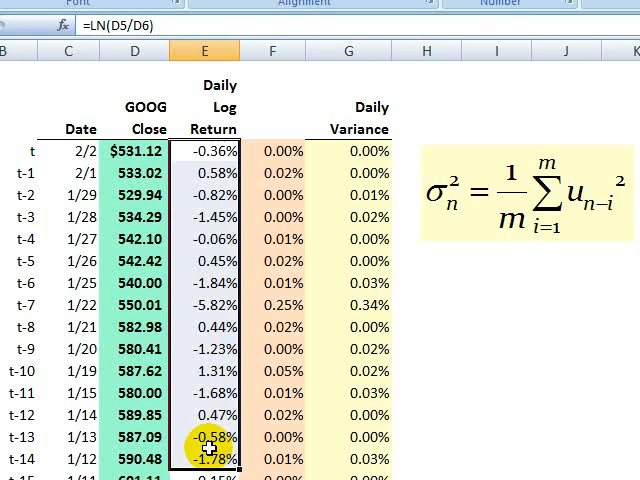 Font Alignment Number
fx =LN(D5/D6)
B C D E F G H I J K
Daily
GOOG Log Daily
Date Close Return Variance
t 2/2 $531.12 -0.36% 0.00% 0.00%
t-1 2/1 533.02 0.58% 0.02% 0.00%
t-2 1/29 529.94 -0.82% 0.00% 0.01%
t-3 1/28 534.29 -1.45% 0.00% 0.02%
t-4 1/27 542.10 -0.06% 0.01% 0.00%
t-5 1/26 542.42 0.45% 0.02% 0.00%
t-6 1/25 540.00 -1.84% 0.01% 0.03%
t-7 1/22 550.01 -5.82% 0.25% 0.34%
t-8 1/21 582.98 0.44% 0.02% 0.00%
t-9 1/20 580.41 -1.23% 0.00% 0.02%
t-10 1/19 587.62 1.31% 0.05% 0.02%
t-11 1/15 580.00 -1.68% 0.01% 0.03%
t-12 1/14 589.85 0.47% 0.02% 0.00%
t-13 1/13 587.09 -0.58% 0.00% 0.00%
t-14 1/12 590.48 -1.78% 0.01% 0.03%
1/11 601.11 0.15%
σ²ₙ = 1/m ∑ᵢ₌₁ᵐ uₙ₋ᵢ²